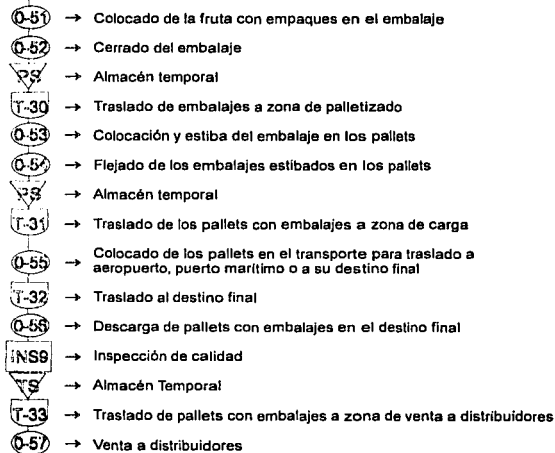 O-51 → Colocado de la fruta con empaques en el embalaje
O-52 → Cerrado del embalaje
PS → Almacén temporal
T-30 → Traslado de embalajes a zona de palletizado
O-53 → Colocación y estiba del embalaje en los pallets
O-54 → Flejado de los embalajes estibados en los pallets
PS → Almacén temporal
T-31 → Traslado de los pallets con embalajes a zona de carga
O-55 → Colocado de los pallets en el transporte para traslado a
aeropuerto, puerto marítimo o a su destino final
T-32 → Traslado al destino final
O-56 → Descarga de pallets con embalajes en el destino final
INS9 → Inspección de calidad
TS → Almacén Temporal
T-33 → Traslado de pallets con embalajes a zona de venta a distribuidores
O-57 → Venta a distribuidores